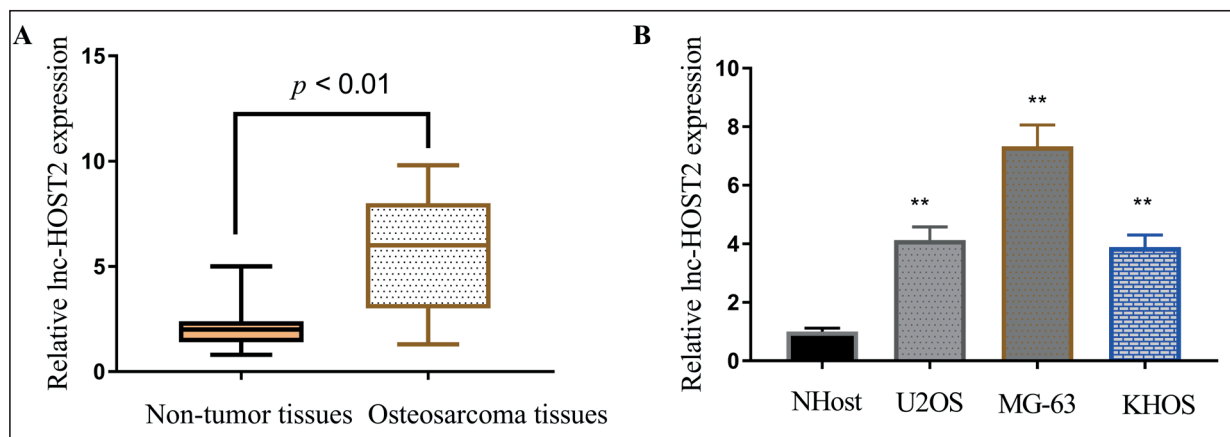 A
Relative lnc-HOST2 expression
15
10
5
0
p < 0.01
Non-tumor tissues
Osteosarcoma tissues
B
Relative lnc-HOST2 expression
10
8
6
4
2
0
**
**
**
NHost
U2OS
MG-63
KHOS